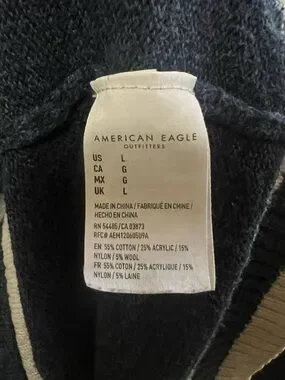 AMERICAN EAGLE
OUTFITTERS
US L
CA G
MX G
UK L
MADE IN CHINA / FABRIQUÉ EN CHINE /
HECHO EN CHINA
RN 54485/CA 03873
RFC# AEM1206050UA
EN: 55% COTTON / 25% ACRYLIC / 15%
NYLON / 5% WOOL
FR: 55% COTON / 25% ACRYLIQUE / 15%
NYLON / 5% LAINE